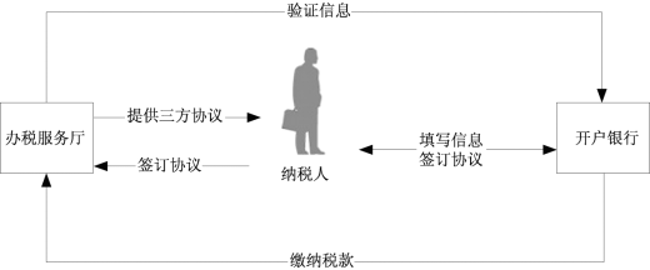 验证信息
办税服务厅
提供三方协议
签订协议
纳税人
填写信息
签订协议
开户银行
缴纳税款